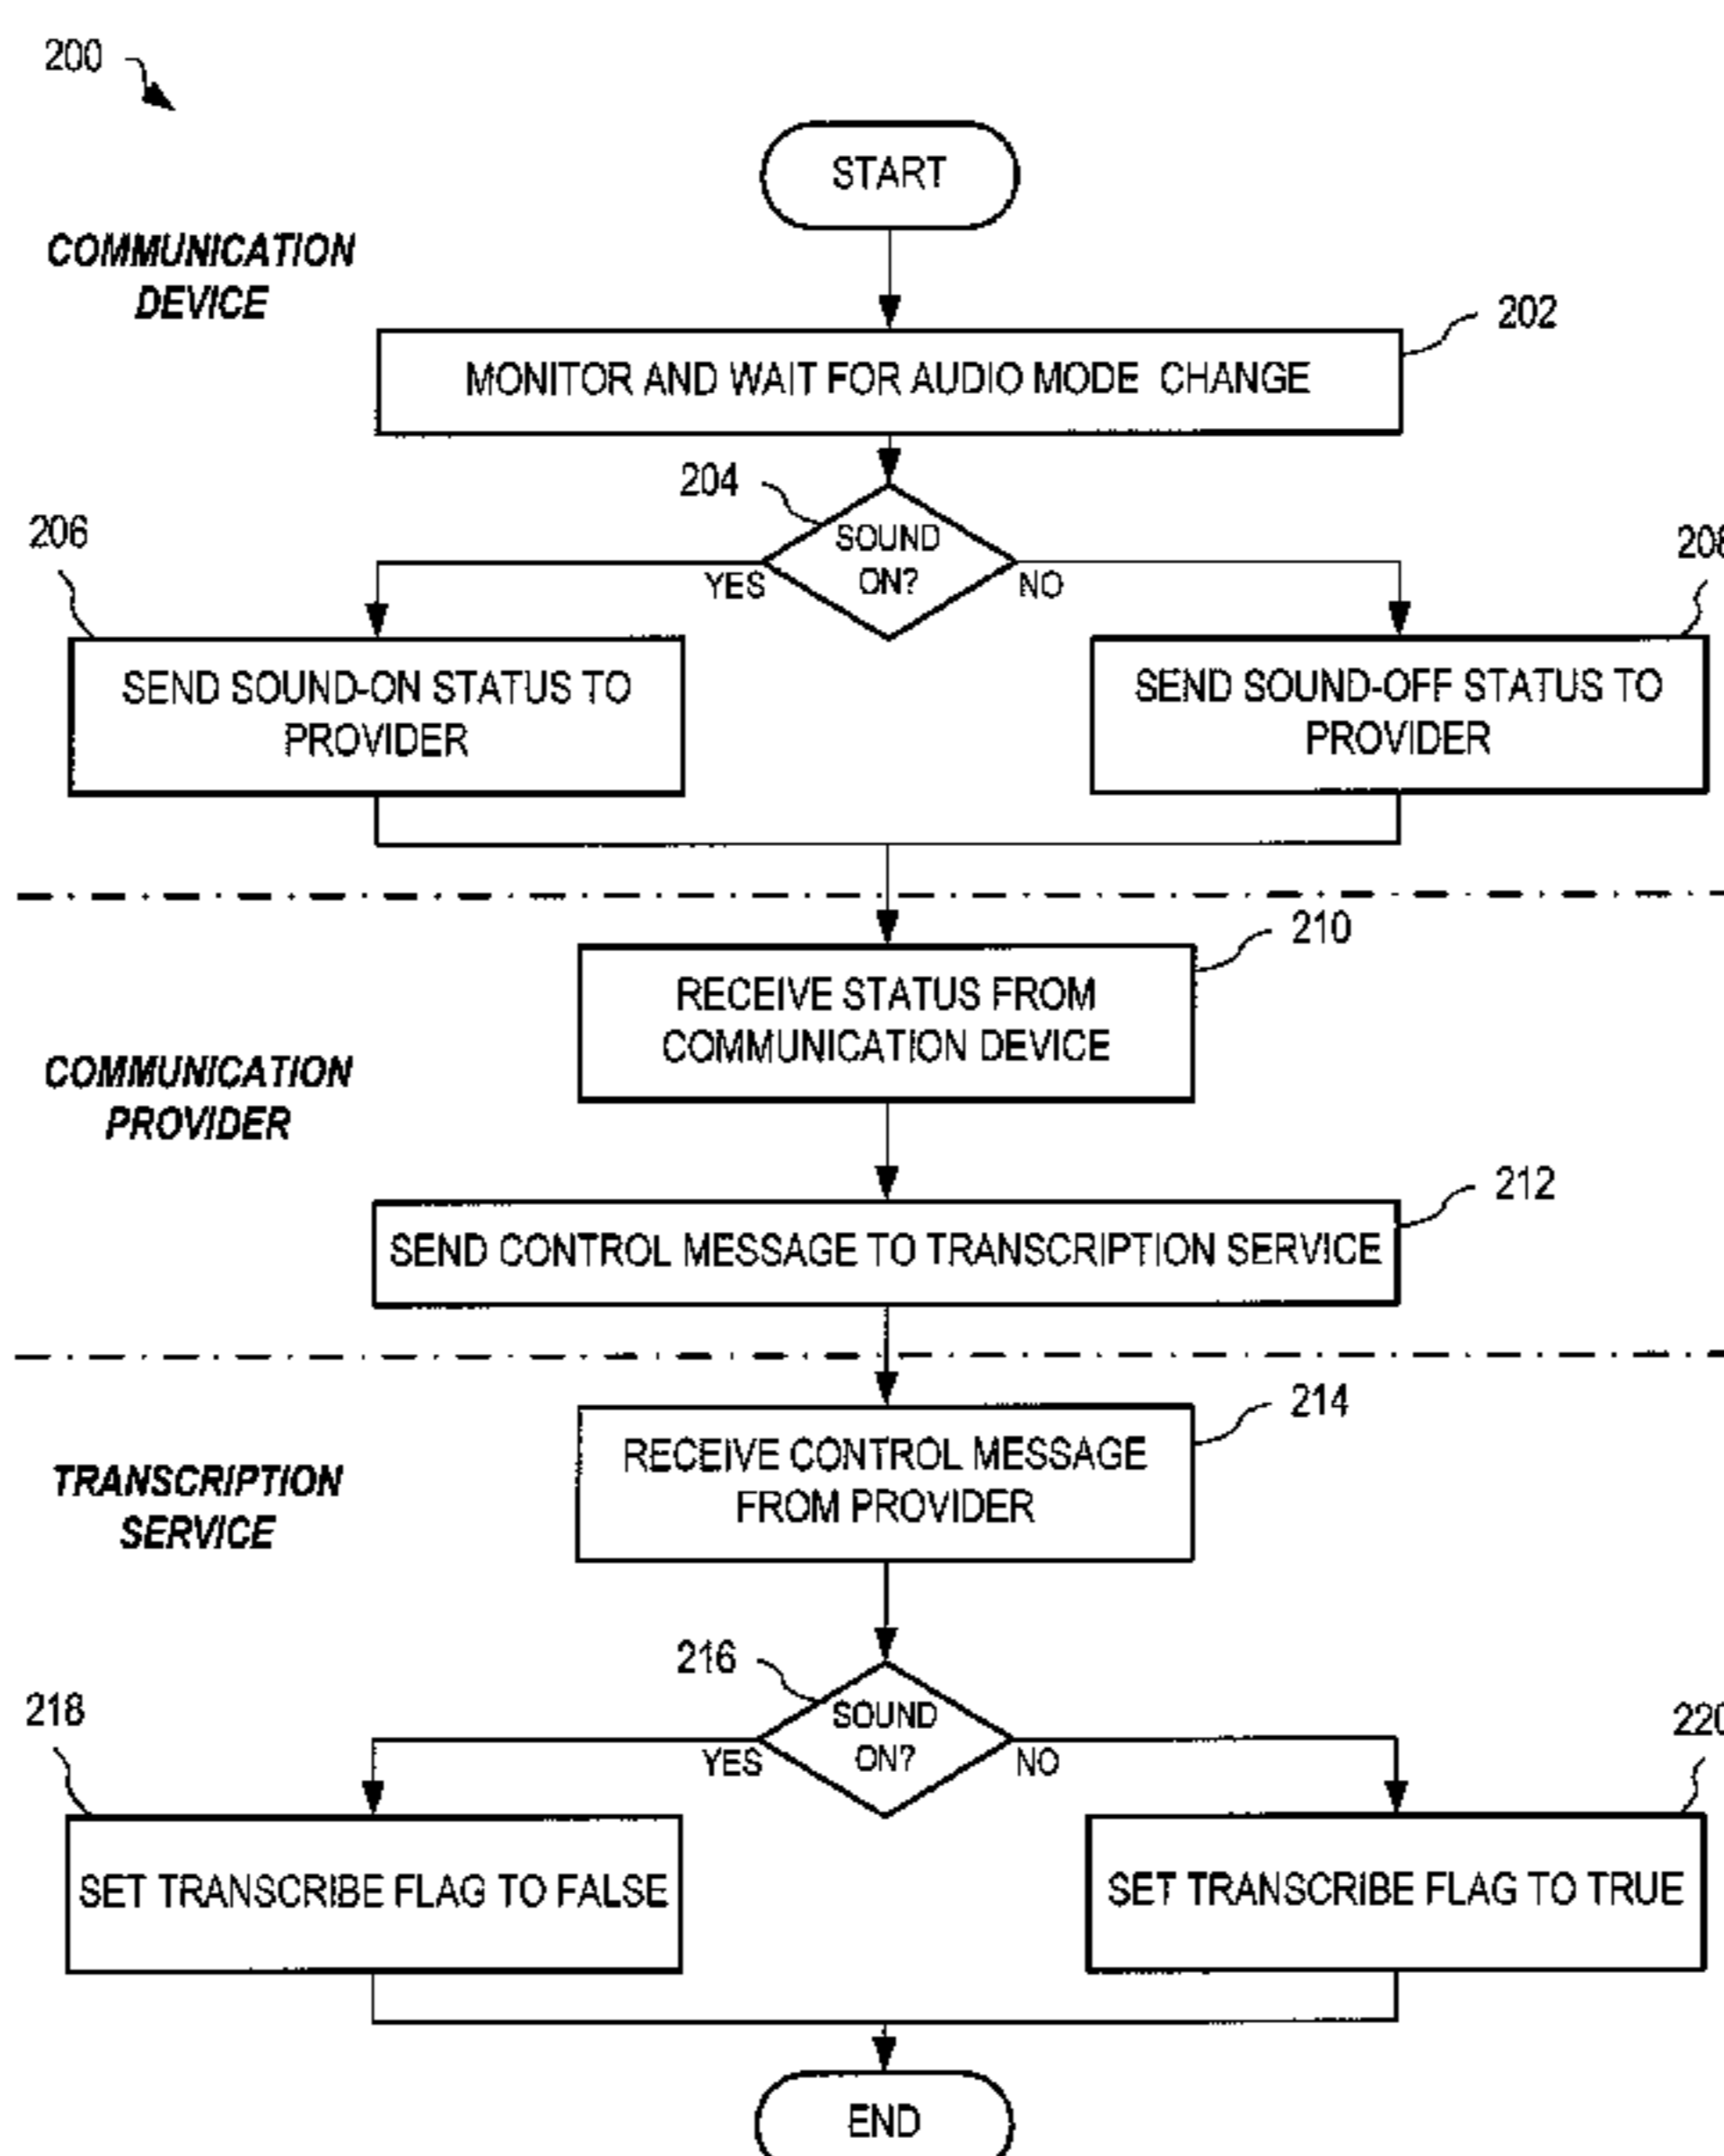 200
START
COMMUNICATION
DEVICE
202
MONITOR AND WAIT FOR AUDIO MODE CHANGE
204
SOUND
ON?
YES
NO
206
SEND SOUND-ON STATUS TO
PROVIDER
208
SEND SOUND-OFF STATUS TO
PROVIDER
210
RECEIVE STATUS FROM
COMMUNICATION DEVICE
COMMUNICATION
PROVIDER
212
SEND CONTROL MESSAGE TO TRANSCRIPTION SERVICE
214
RECEIVE CONTROL MESSAGE
FROM PROVIDER
TRANSCRIPTION
SERVICE
216
SOUND
ON?
YES
NO
218
SET TRANSCRIBE FLAG TO FALSE
220
SET TRANSCRIBE FLAG TO TRUE
END